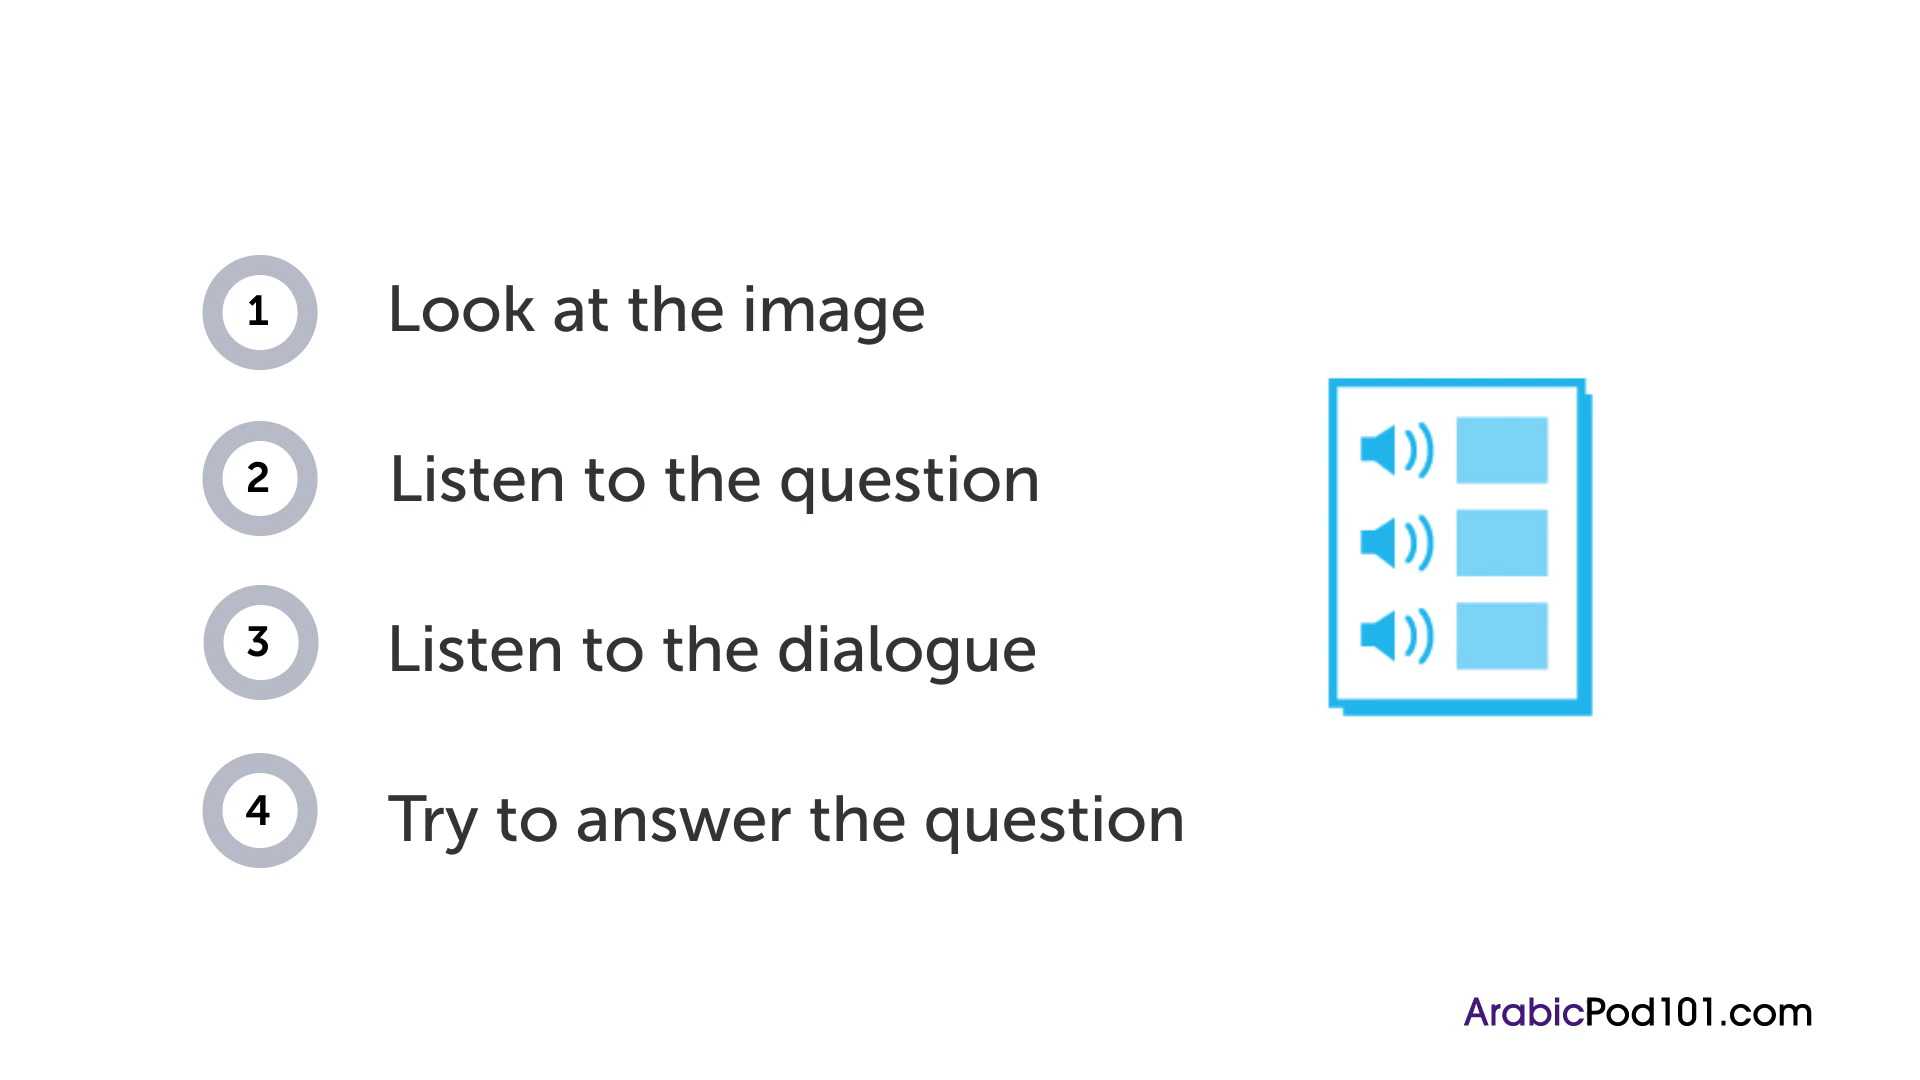 1 Look at the image
2 Listen to the question
3 Listen to the dialogue
4 Try to answer the question
ArabicPod101.com